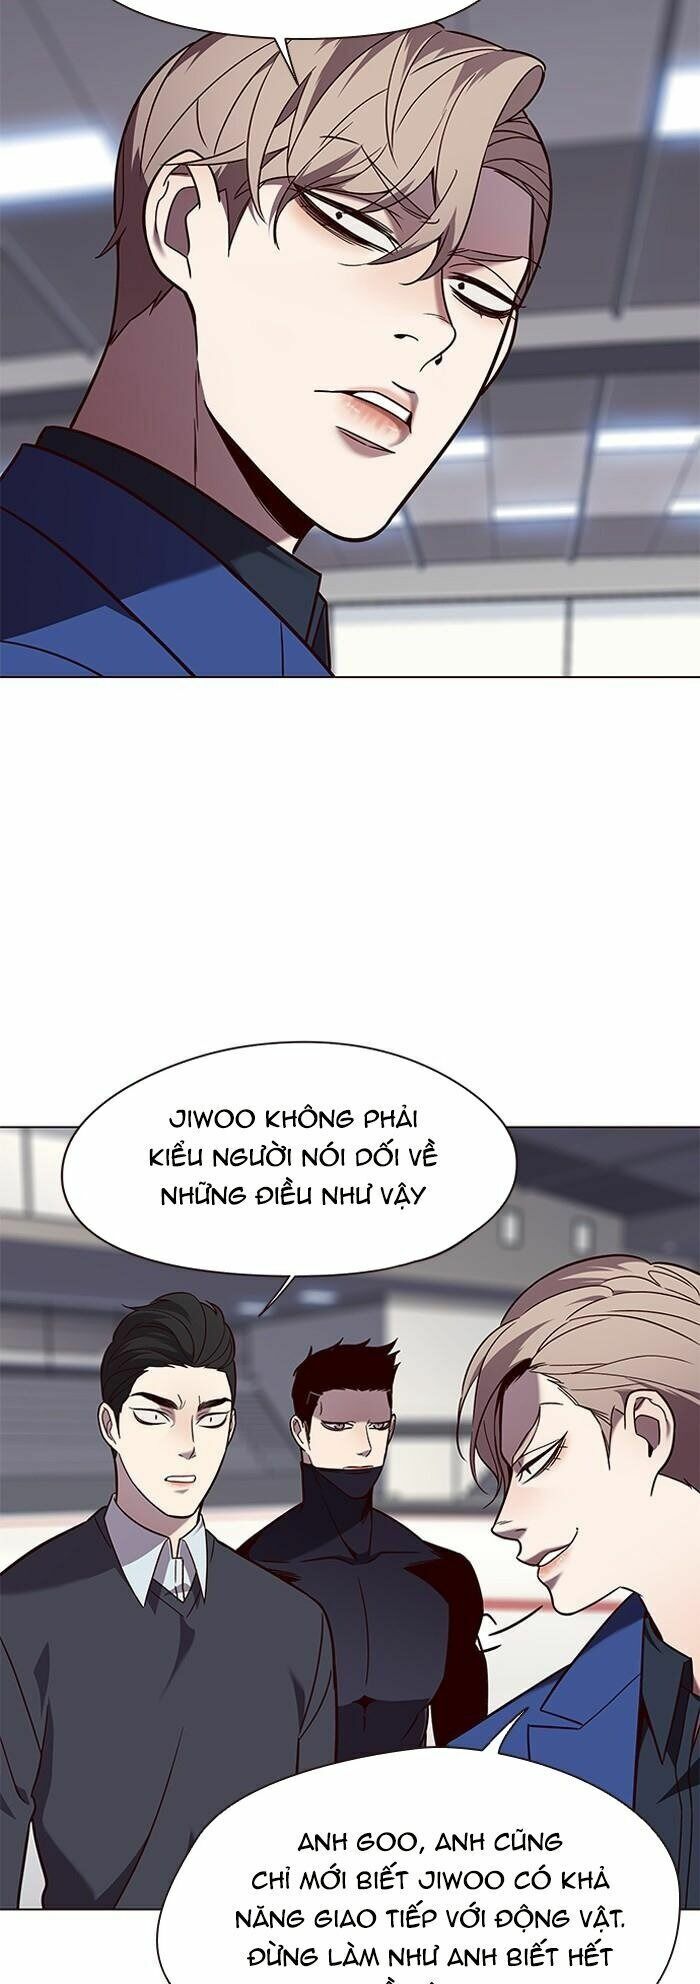 JIWOO KHÔNG PHẢI
KIỂU NGƯỜI NÓI DỐI VỀ
NHỮNG ĐIỀU NHƯ VẬY
ANH GOO, ANH CŨNG
CHỈ MỚI BIẾT JIWOO CÓ KHẢ
NĂNG GIAO TIẾP VỚI ĐỘNG VẬT.
ĐỪNG LÀM NHƯ ANH BIẾT HẾT